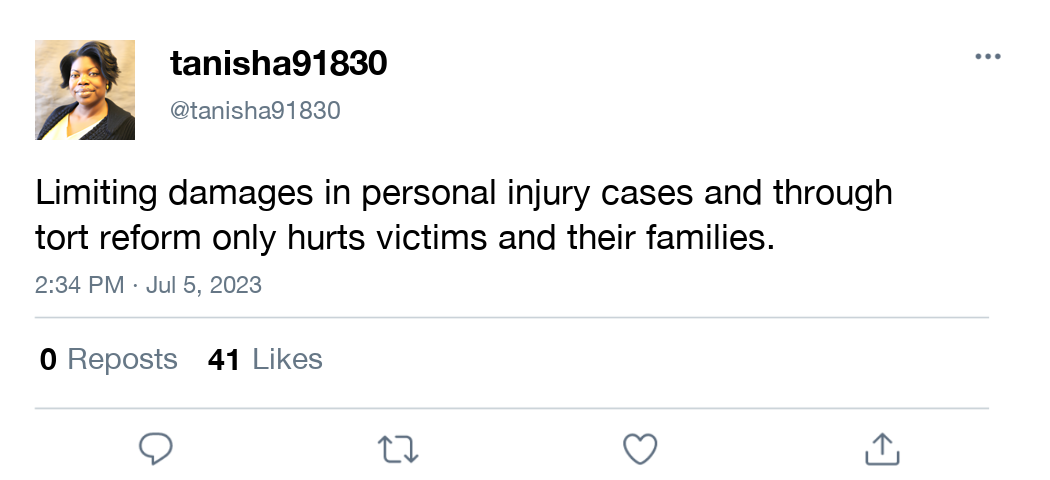 tanisha91830
@tanisha91830
Limiting damages in personal injury cases and through
tort reform only hurts victims and their families.
2:34 PM · Jul 5, 2023
0 Reposts 41 Likes